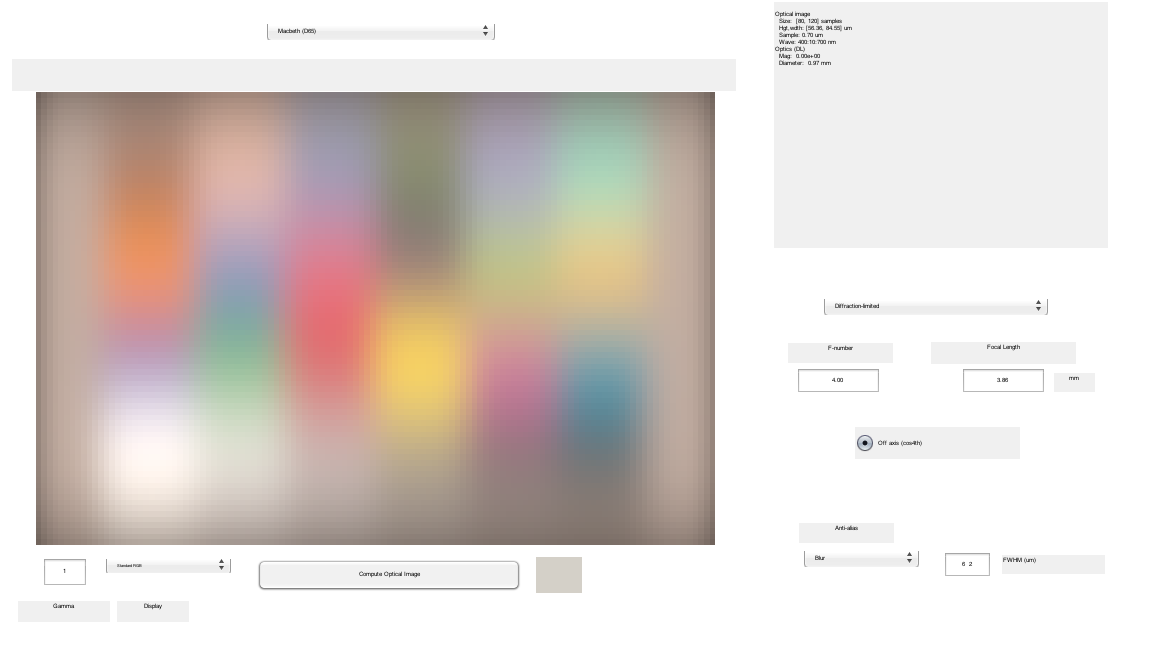 Macbeth (D65)
Optical image
Size: [80, 120] samples
Hgt,wdth: [56.36, 84.55] um
Sample: 0.70 um
Wave: 400:10:700 nm
Optics (DL)
Mag: 0.00e+00
Diameter: 0.97 mm
Diffraction-limited
F-number
Focal Length
4.00
3.86
mm
Off axis (cos4th)
Anti-alias
Blur
6 2
FWHM (um)
1
Standard RGB
Compute Optical Image
Gamma
Display